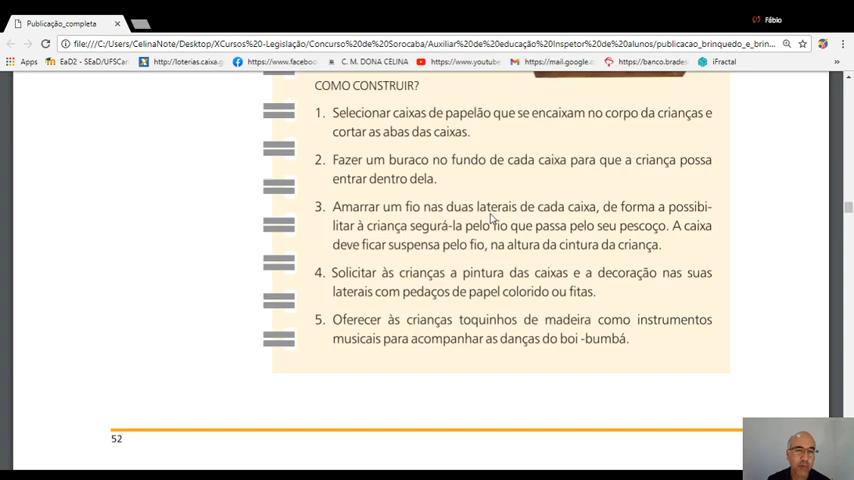 Publicação_completa
Fábio
file:///C:/Users/CelinaNote/Desktop/XCursos%20-Legislação/Concurso%20de%20Sorocaba/Auxiliar%20de%20educação%20Inspetor%20de%20alunos/publicacao_brinquedo_e_brin...
Apps EaD2 - SEaD/UFSCar http://loterias.caixa.g https://www.facebo C. M. DONA CELINA https://www.youtube https://mail.google.c https://banco.brades iFractal »
COMO CONSTRUIR?
1. Selecionar caixas de papelão que se encaixam no corpo da crianças e
cortar as abas das caixas.
2. Fazer um buraco no fundo de cada caixa para que a criança possa
entrar dentro dela.
3. Amarrar um fio nas duas laterais de cada caixa, de forma a possibi-
litar à criança segurá-la pelo fio que passa pelo seu pescoço. A caixa
deve ficar suspensa pelo fio, na altura da cintura da criança.
4. Solicitar às crianças a pintura das caixas e a decoração nas suas
laterais com pedaços de papel colorido ou fitas.
5. Oferecer às crianças toquinhos de madeira como instrumentos
musicais para acompanhar as danças do boi -bumbá.
52